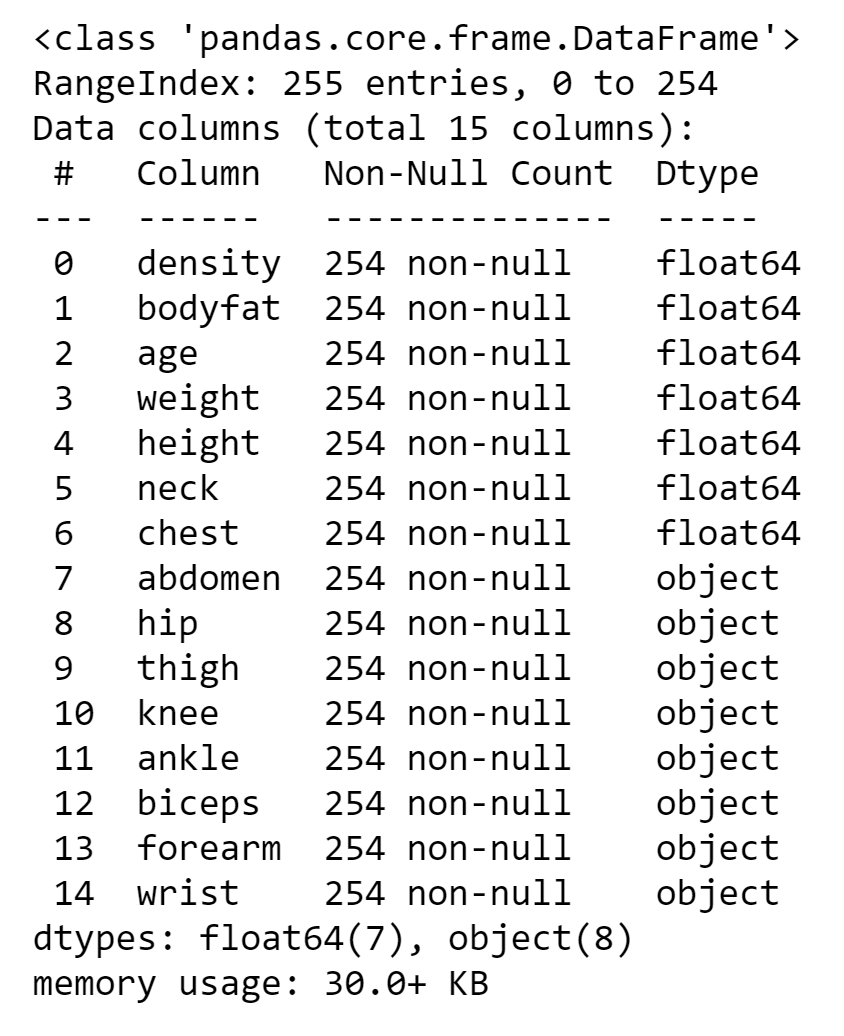 <class 'pandas.core.frame.DataFrame'>
RangeIndex: 255 entries, 0 to 254
Data columns (total 15 columns):
 #   Column    Non-Null Count  Dtype
---  ------    --------------  -----
 0   density   254 non-null    float64
 1   bodyfat   254 non-null    float64
 2   age       254 non-null    float64
 3   weight    254 non-null    float64
 4   height    254 non-null    float64
 5   neck      254 non-null    float64
 6   chest     254 non-null    float64
 7   abdomen   254 non-null    object
 8   hip       254 non-null    object
 9   thigh     254 non-null    object
 10  knee      254 non-null    object
 11  ankle     254 non-null    object
 12  biceps    254 non-null    object
 13  forearm   254 non-null    object
 14  wrist     254 non-null    object
dtypes: float64(7), object(8)
memory usage: 30.0+ KB